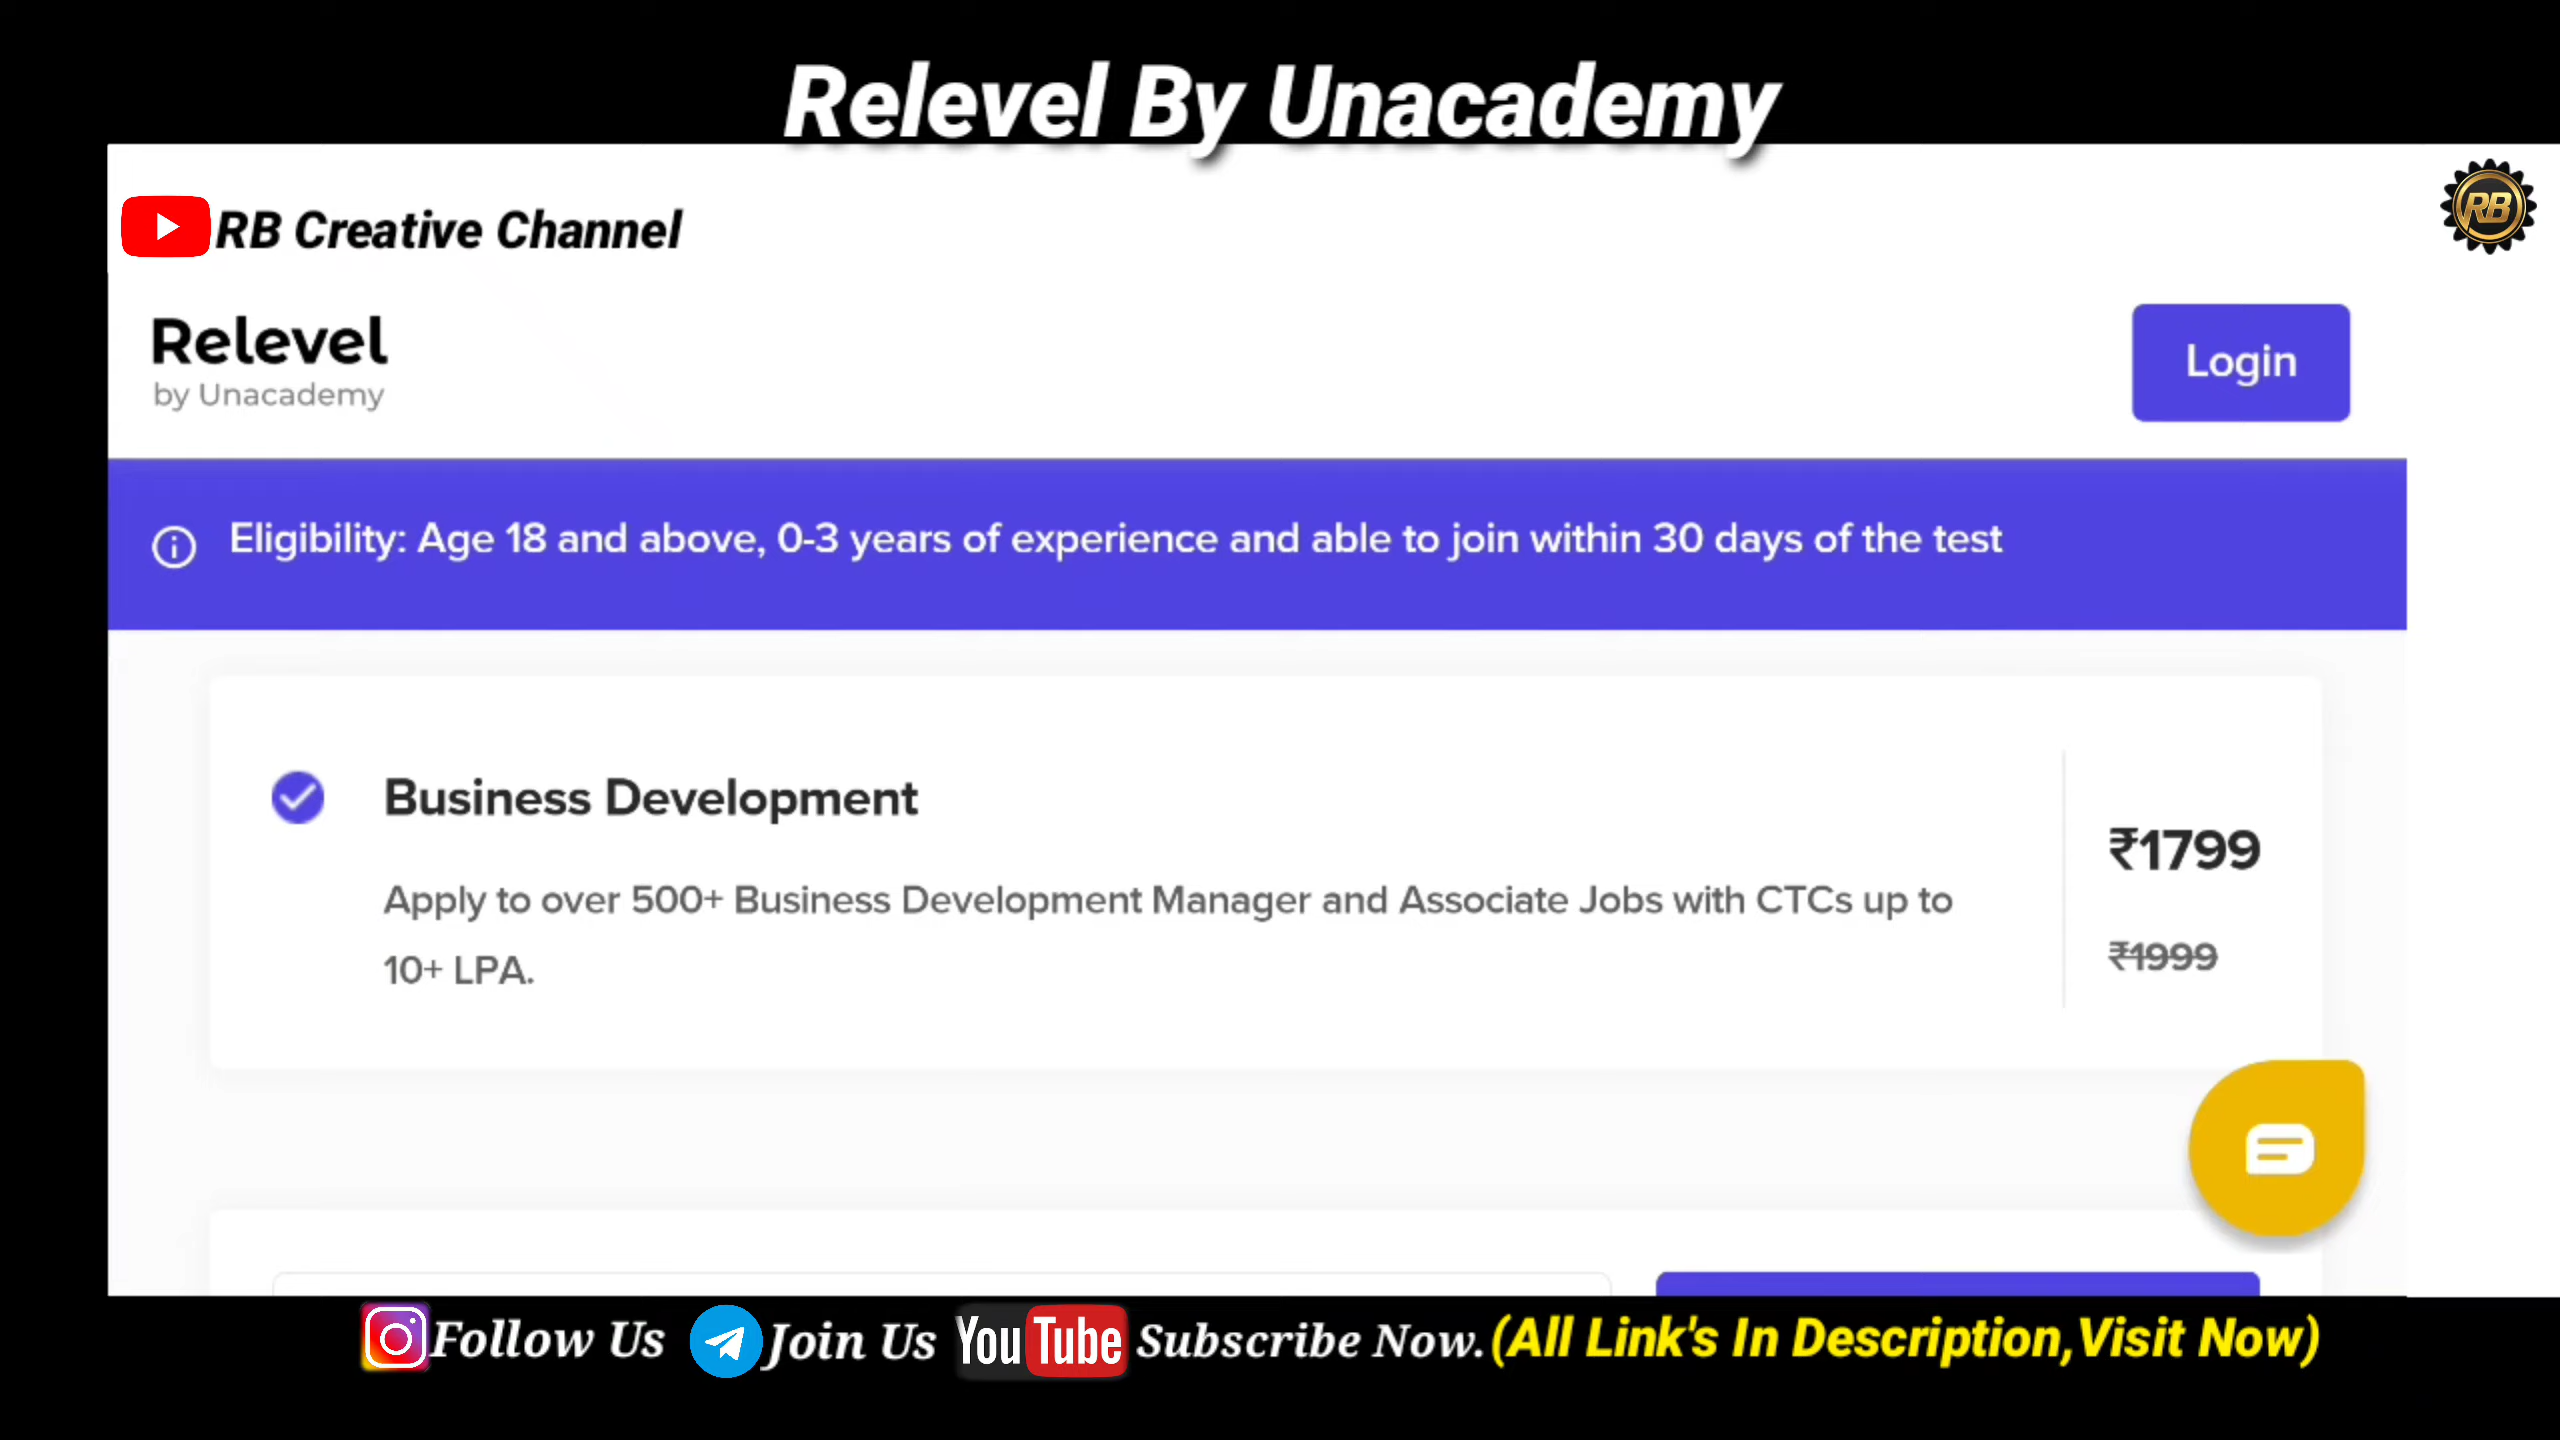 Relevel By Unacademy
RB Creative Channel
RB
Relevel
by Unacademy
Login
Eligibility: Age 18 and above, 0-3 years of experience and able to join within 30 days of the test
Business Development
Apply to over 500+ Business Development Manager and Associate Jobs with CTCs up to
10+ LPA.
₹1799
₹1999
Follow Us Join Us YouTube Subscribe Now. (All Link's In Description,Visit Now)